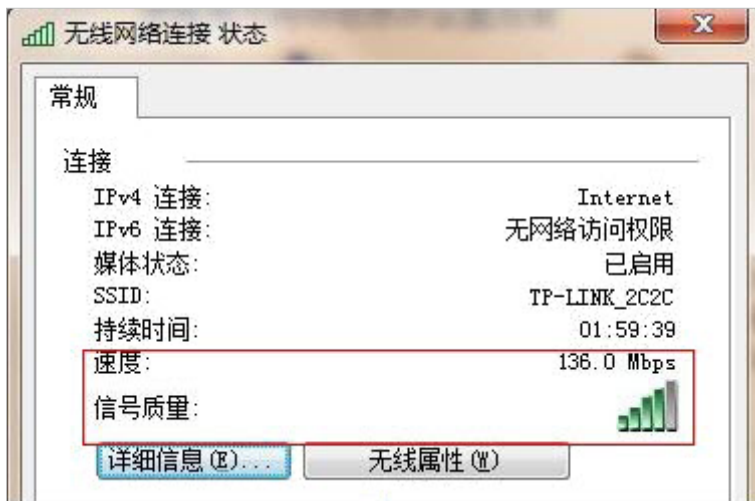 无线网络连接 状态
X
常规
连接
IPv4 连接: Internet
IPv6 连接: 无网络访问权限
媒体状态: 已启用
SSID: TP-LINK_2C2C
持续时间: 01:59:39
速度: 136.0 Mbps
信号质量:
详细信息(E)... 无线属性(W)